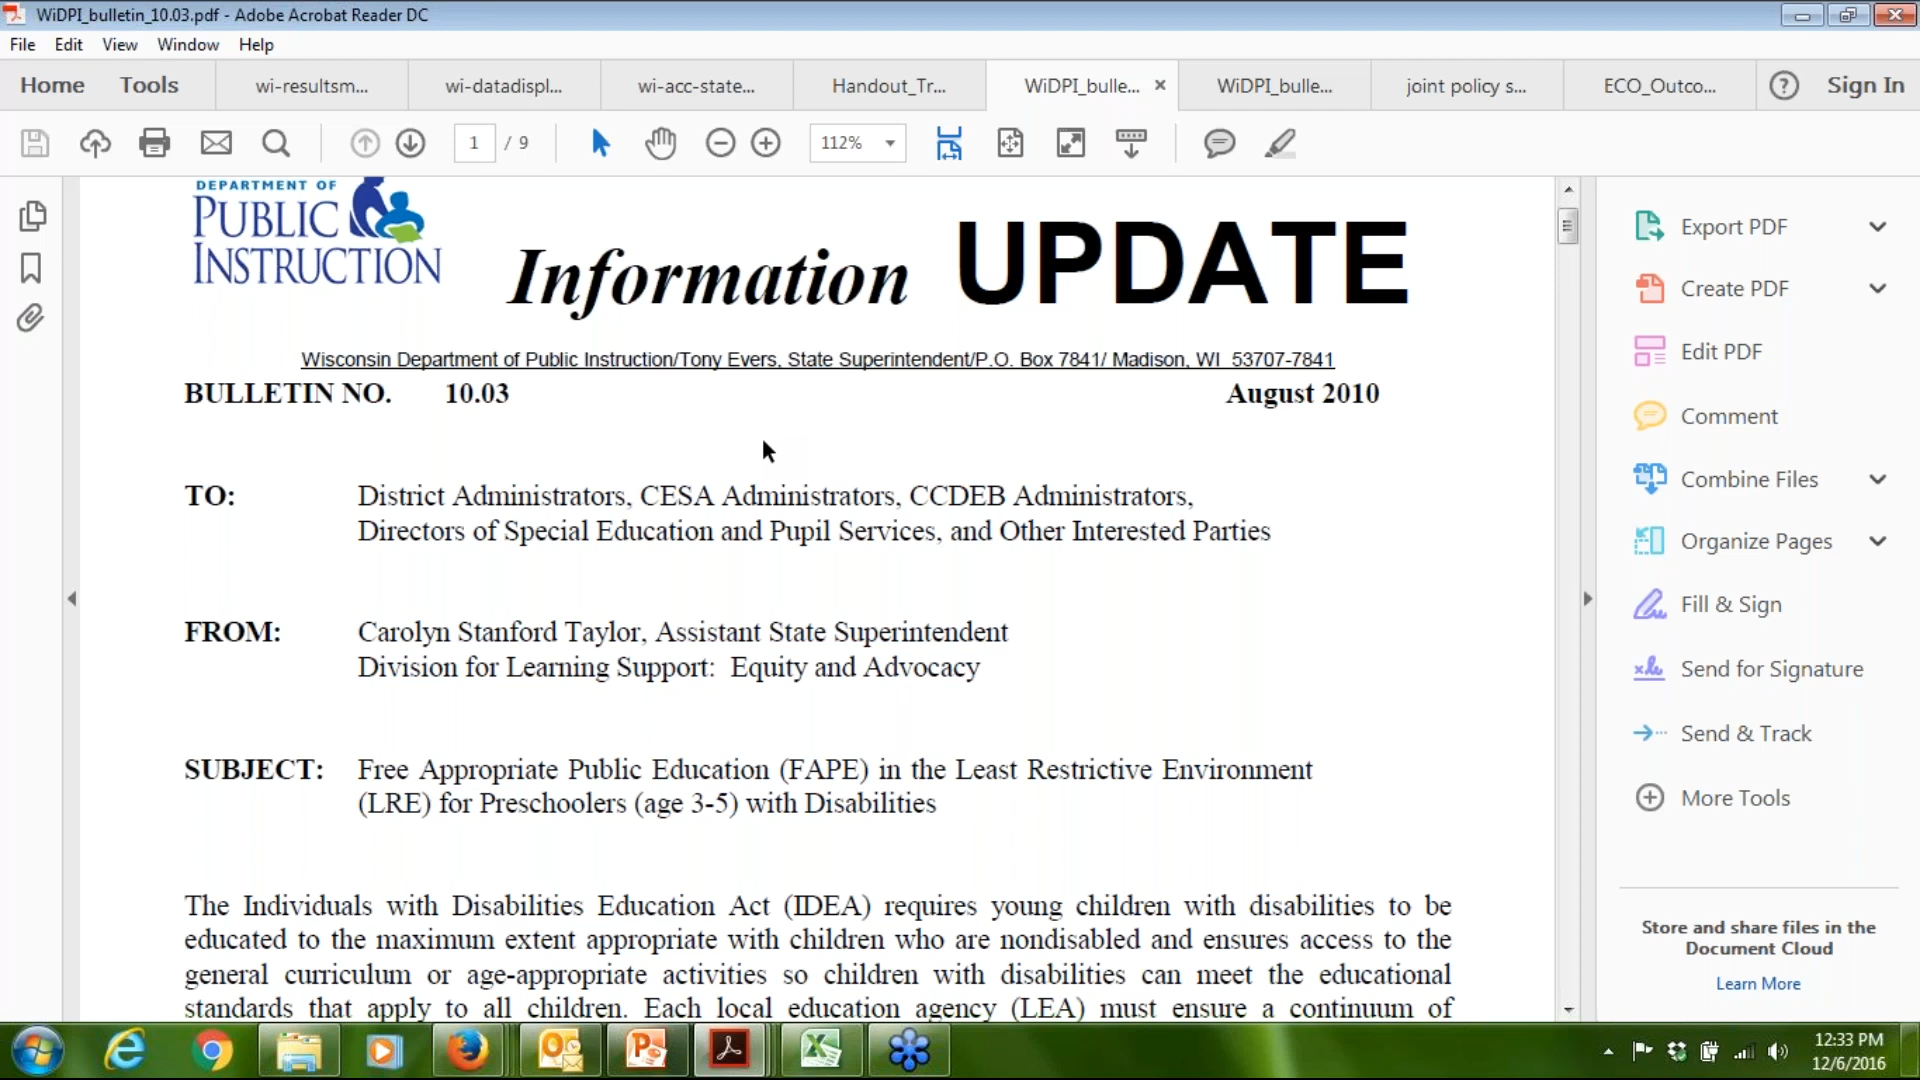 WiDPI_bulletin_10.03.pdf - Adobe Acrobat Reader DC
File Edit View Window Help
Home Tools wi-resultsm... wi-datadispl... wi-acc-state... Handout_Tr... WiDPI_bulle... WiDPI_bulle... joint policy s... ECO_Outco... Sign In
1 / 9 112%
DEPARTMENT OF
PUBLIC
INSTRUCTION
Information UPDATE
Wisconsin Department of Public Instruction/Tony Evers, State Superintendent/P.O. Box 7841/ Madison, WI 53707-7841
BULLETIN NO. 10.03 August 2010
TO: District Administrators, CESA Administrators, CCDEB Administrators,
Directors of Special Education and Pupil Services, and Other Interested Parties
FROM: Carolyn Stanford Taylor, Assistant State Superintendent
Division for Learning Support: Equity and Advocacy
SUBJECT: Free Appropriate Public Education (FAPE) in the Least Restrictive Environment
(LRE) for Preschoolers (age 3-5) with Disabilities
The Individuals with Disabilities Education Act (IDEA) requires young children with disabilities to be
educated to the maximum extent appropriate with children who are nondisabled and ensures access to the
general curriculum or age-appropriate activities so children with disabilities can meet the educational
standards that apply to all children. Each local education agency (LEA) must ensure a continuum of
Export PDF
Create PDF
Edit PDF
Comment
Combine Files
Organize Pages
Fill & Sign
Send for Signature
Send & Track
More Tools
Store and share files in the
Document Cloud
Learn More
12:33 PM
12/6/2016